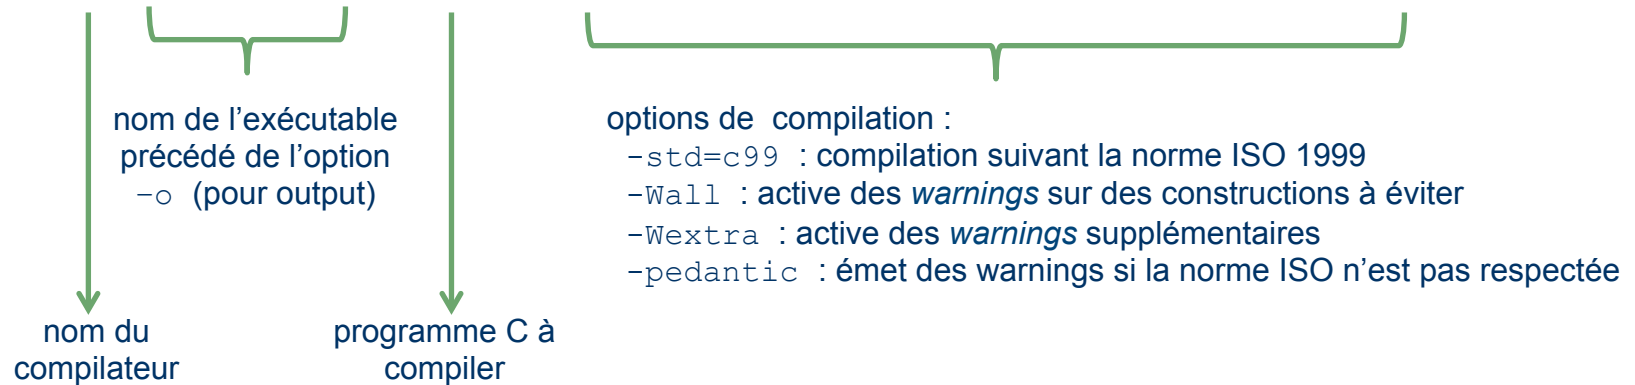 nom de l’exécutable
précédé de l’option
–o (pour output)
options de  compilation :
-std=c99 : compilation suivant la norme ISO 1999
-Wall : active des warnings sur des constructions à éviter
-Wextra : active des warnings supplémentaires
-pedantic : émet des warnings si la norme ISO n’est pas respectée
nom du
compilateur
programme C à
compiler